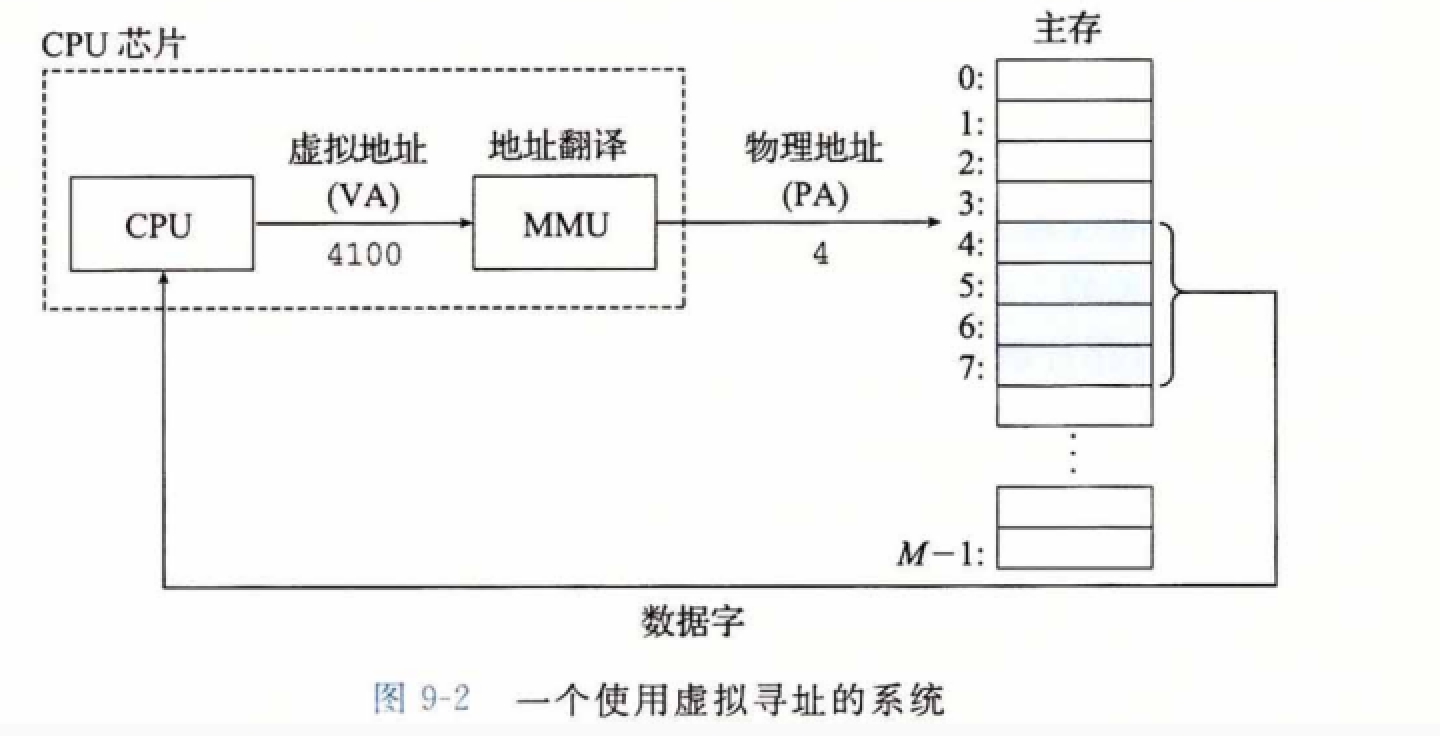 CPU 芯片
主存
虚拟地址
(VA)
4100
地址翻译
物理地址
(PA)
4
CPU
MMU
0:
1:
2:
3:
4:
5:
6:
7:
⋮
M－1:
数据字
图 9-2 一个使用虚拟寻址的系统